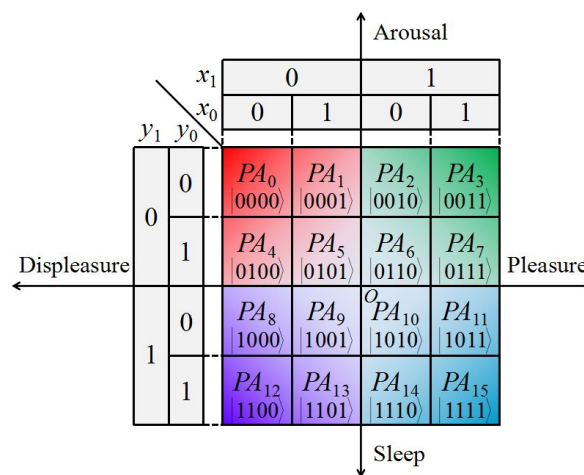 Arousal
x₁ 0 1
x₀ 0 1 0 1
y₁ y₀
0 PA₀ PA₁ PA₂ PA₃
|0000⟩ |0001⟩ |0010⟩ |0011⟩
0
1 PA₄ PA₅ PA₆ PA₇
|0100⟩ |0101⟩ |0110⟩ |0111⟩
Displeasure Pleasure
O
0 PA₈ PA₉ PA₁₀ PA₁₁
|1000⟩ |1001⟩ |1010⟩ |1011⟩
1
1 PA₁₂ PA₁₃ PA₁₄ PA₁₅
|1100⟩ |1101⟩ |1110⟩ |1111⟩
Sleep